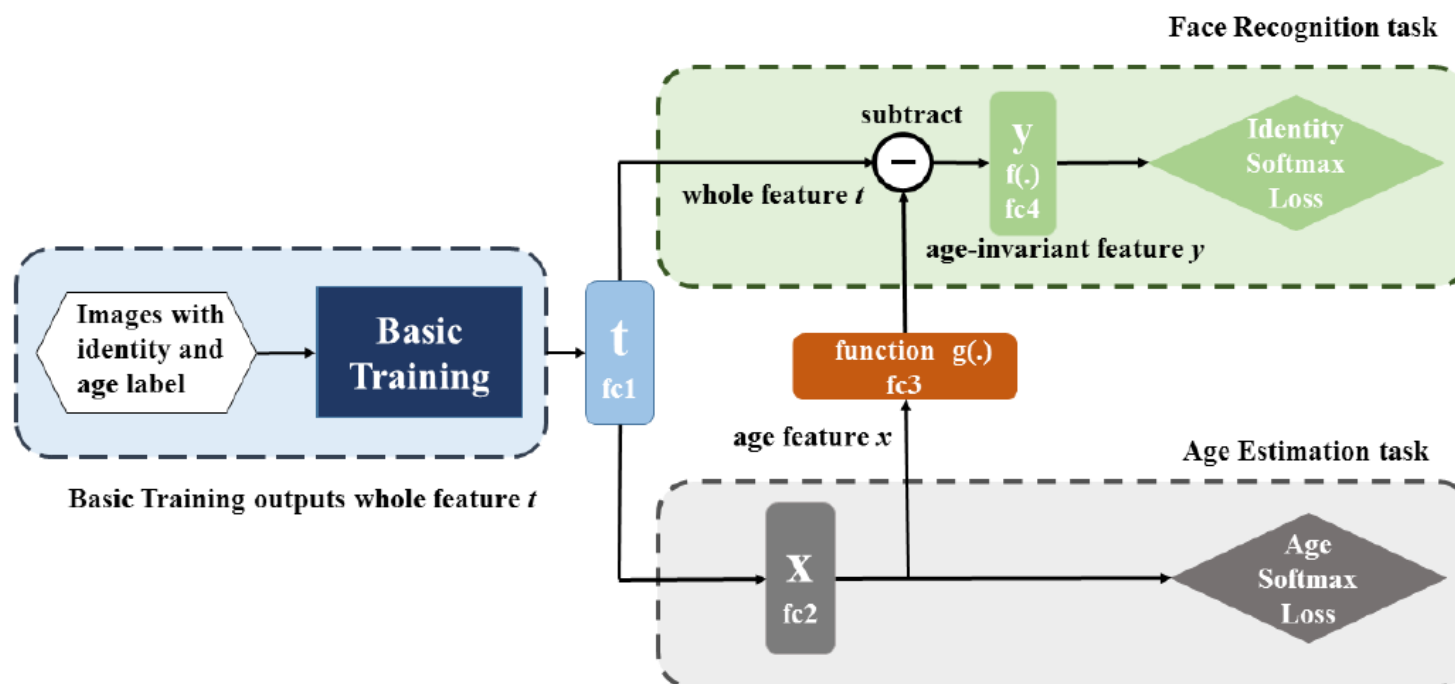 Face Recognition task
subtract
y
f(.)
fc4
Identity
Softmax
Loss
whole feature t
age-invariant feature y
Images with
identity and
age label
Basic
Training
t
fc1
function g(.)
fc3
age feature x
Basic Training outputs whole feature t
Age Estimation task
x
fc2
Age
Softmax
Loss